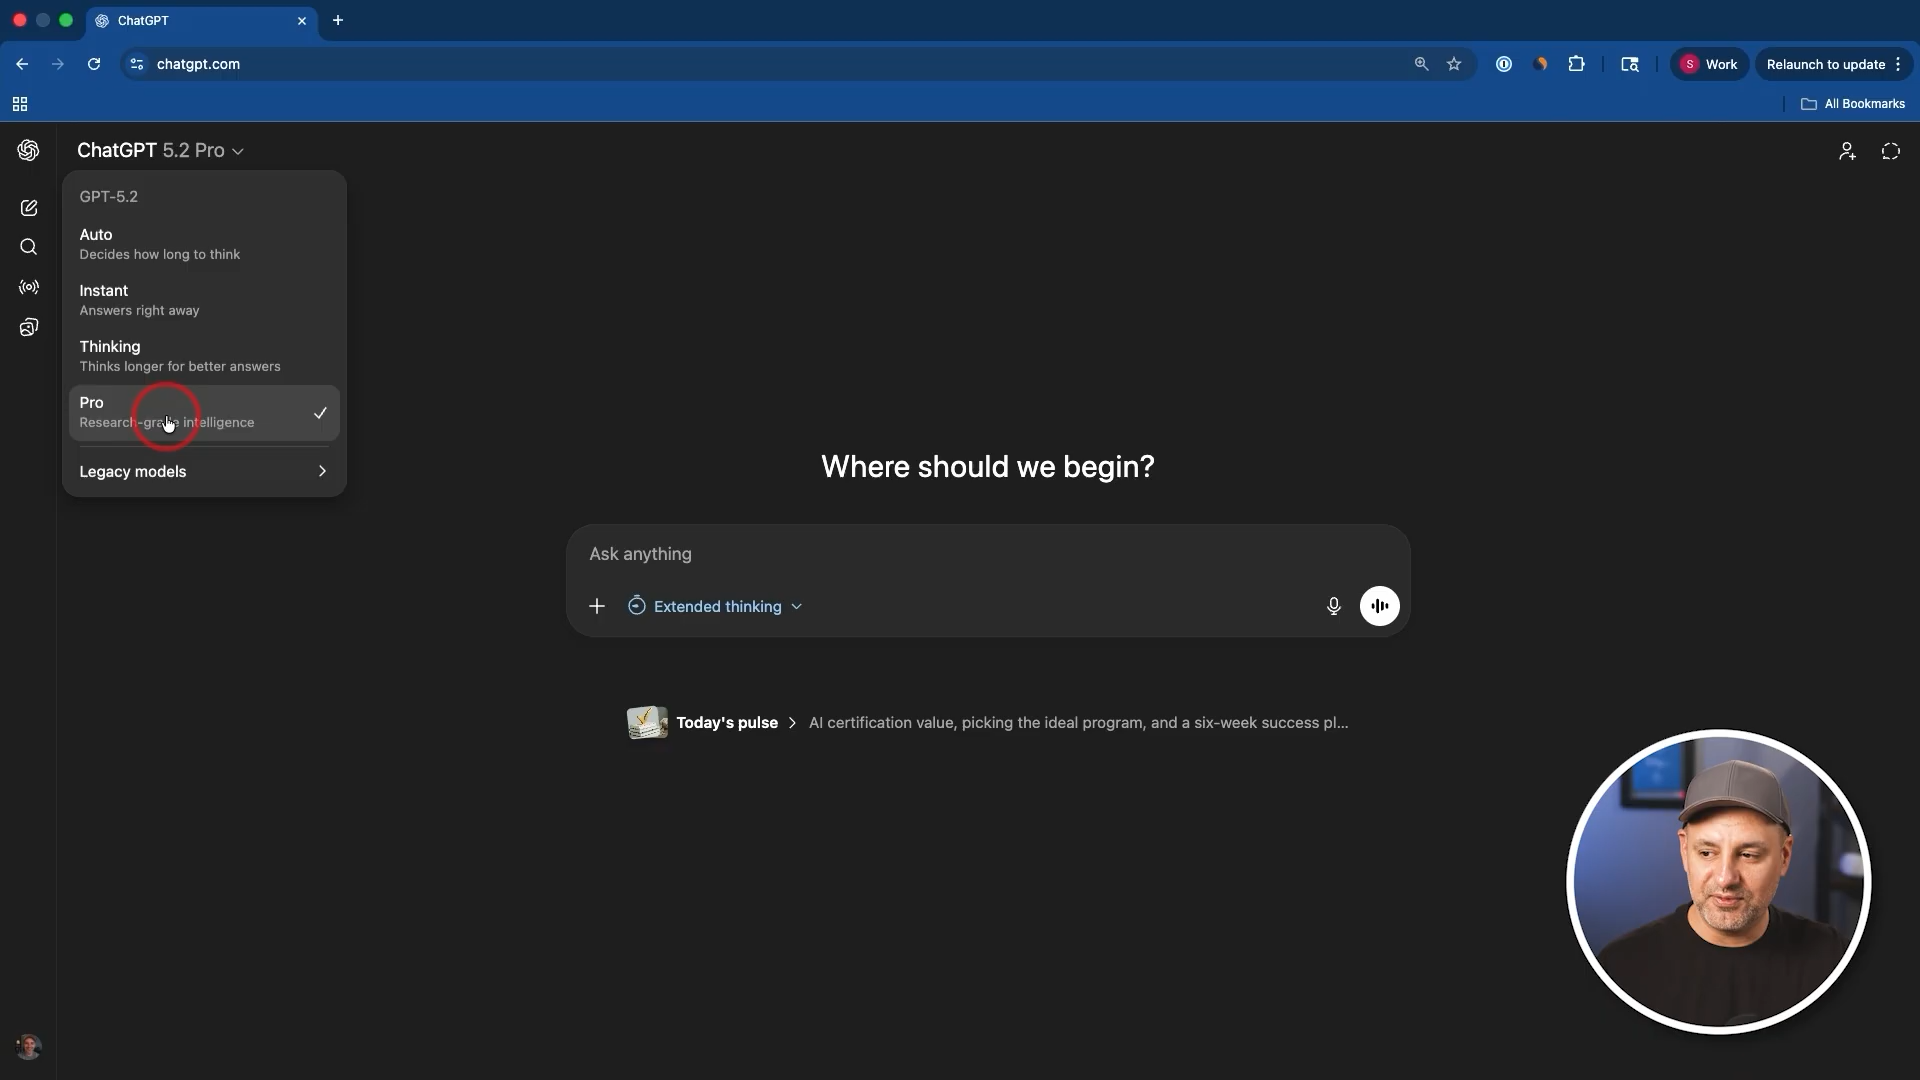 ChatGPT
chatgpt.com
S Work
Relaunch to update
All Bookmarks
ChatGPT 5.2 Pro
GPT-5.2
Auto
Decides how long to think
Instant
Answers right away
Thinking
Thinks longer for better answers
Pro
Research-grade intelligence
Legacy models
Where should we begin?
Ask anything
Extended thinking
Today's pulse > AI certification value, picking the ideal program, and a six-week success pl...